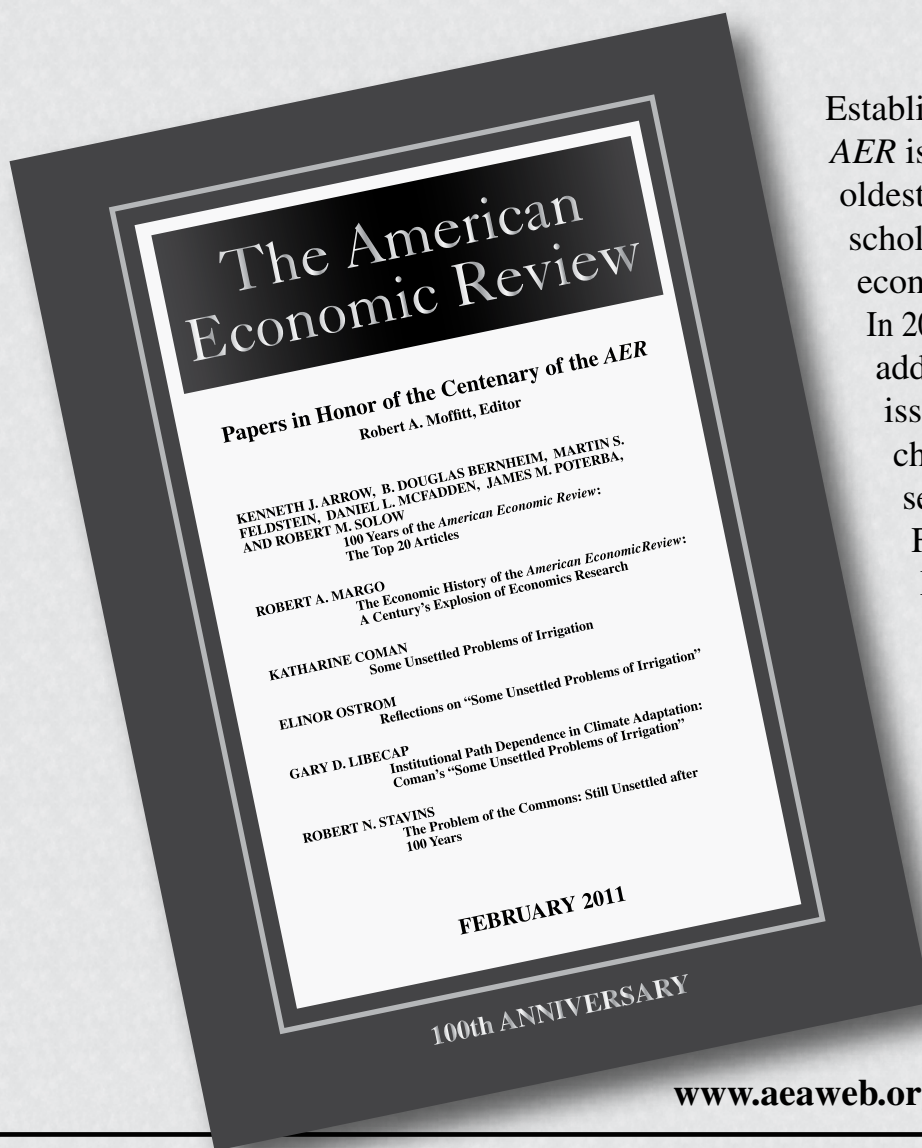 The American
Economic Review
Papers in Honor of the Centenary of the AER
Robert A. Moffitt, Editor
KENNETH J. ARROW, B. DOUGLAS BERNHEIM, MARTIN S.
FELDSTEIN, DANIEL L. MCFADDEN, JAMES M. POTERBA,
AND ROBERT M. SOLOW
100 Years of the American Economic Review:
The Top 20 Articles
ROBERT A. MARGO
The Economic History of the American EconomicReview:
A Century’s Explosion of Economics Research
KATHARINE COMAN
Some Unsettled Problems of Irrigation
ELINOR OSTROM
Reflections on “Some Unsettled Problems of Irrigation”
GARY D. LIBECAP
Institutional Path Dependence in Climate Adaptation:
Coman’s “Some Unsettled Problems of Irrigation”
ROBERT N. STAVINS
The Problem of the Commons: Still Unsettled after
100 Years
FEBRUARY 2011
100th ANNIVERSARY
Establi
AER is
oldest
schol
econ
In 20
add
iss
ch
se
www.aeaweb.or